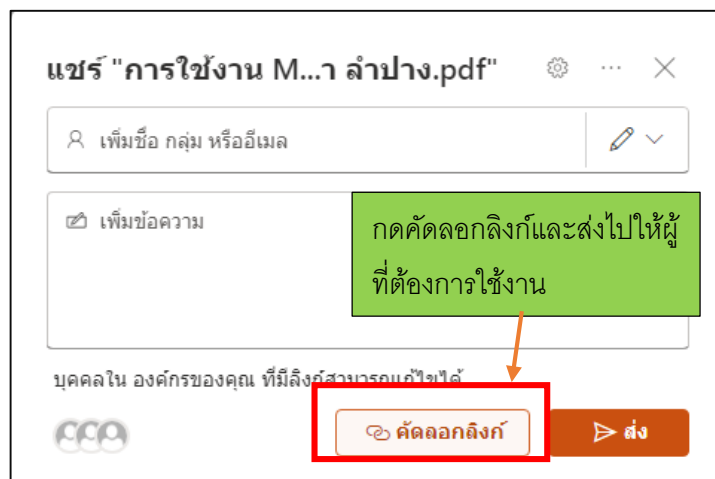 แชร์ "การใช้งาน M...า ลำปาง.pdf"
เพิ่มชื่อ กลุ่ม หรืออีเมล
เพิ่มข้อความ
กดคัดลอกลิงก์และส่งไปให้ผู้
ที่ต้องการใช้งาน
บุคคลใน องค์กรของคุณ ที่มีลิงก์สามารถแก้ไขได้
คัดลอกลิงก์
ส่ง